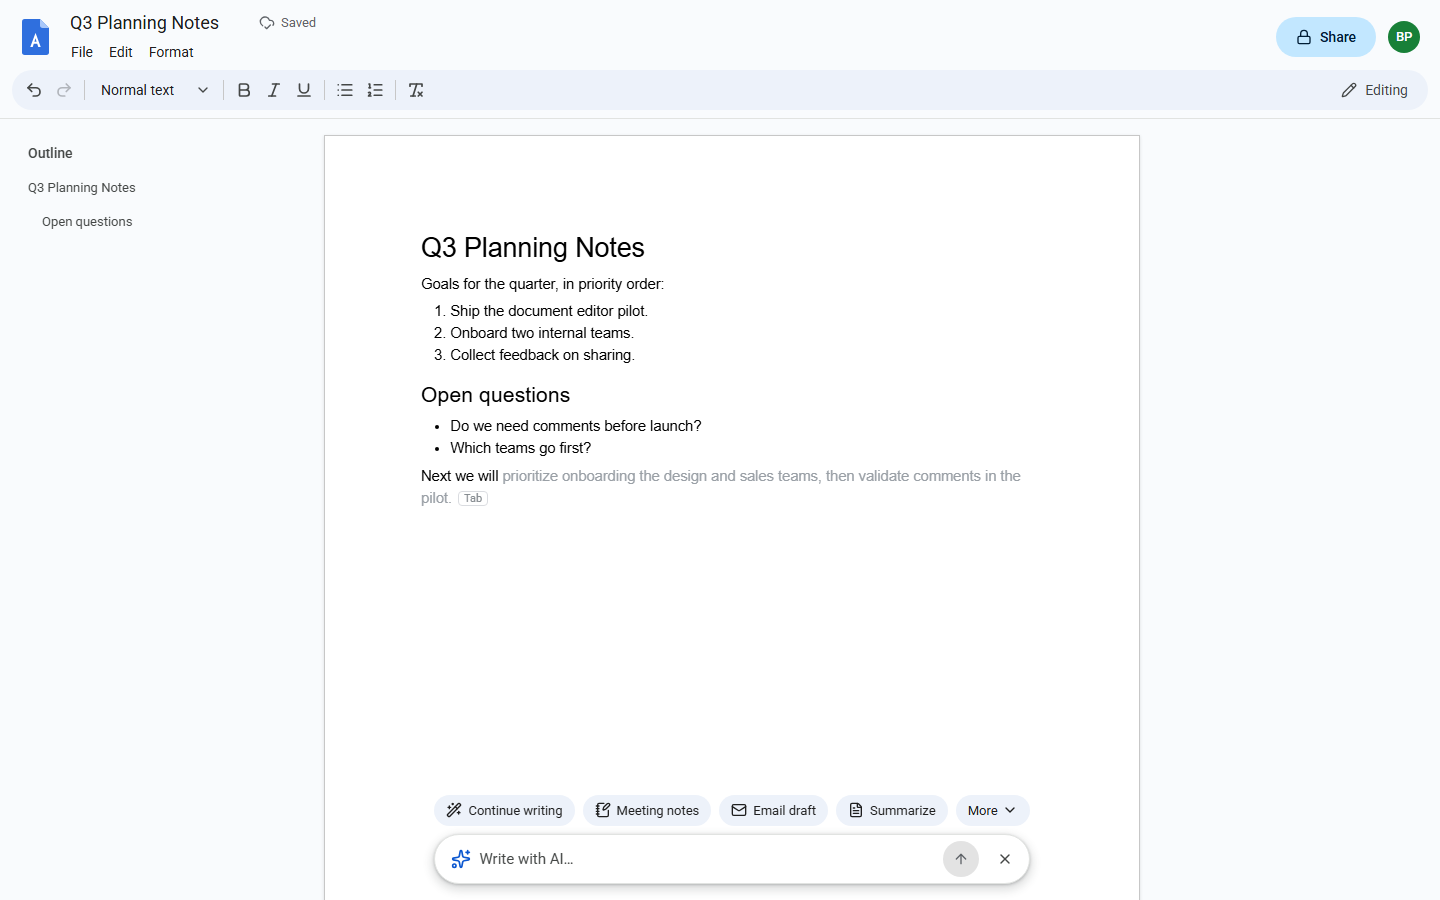 Q3 Planning Notes
Saved
File Edit Format
Share
BP
Normal text
Editing
Outline
Q3 Planning Notes
Open questions
Q3 Planning Notes
Goals for the quarter, in priority order:
1. Ship the document editor pilot.
2. Onboard two internal teams.
3. Collect feedback on sharing.
Open questions
• Do we need comments before launch?
• Which teams go first?
Next we will prioritize onboarding the design and sales teams, then validate comments in the
pilot. Tab
Continue writing Meeting notes Email draft Summarize More
Write with AI...